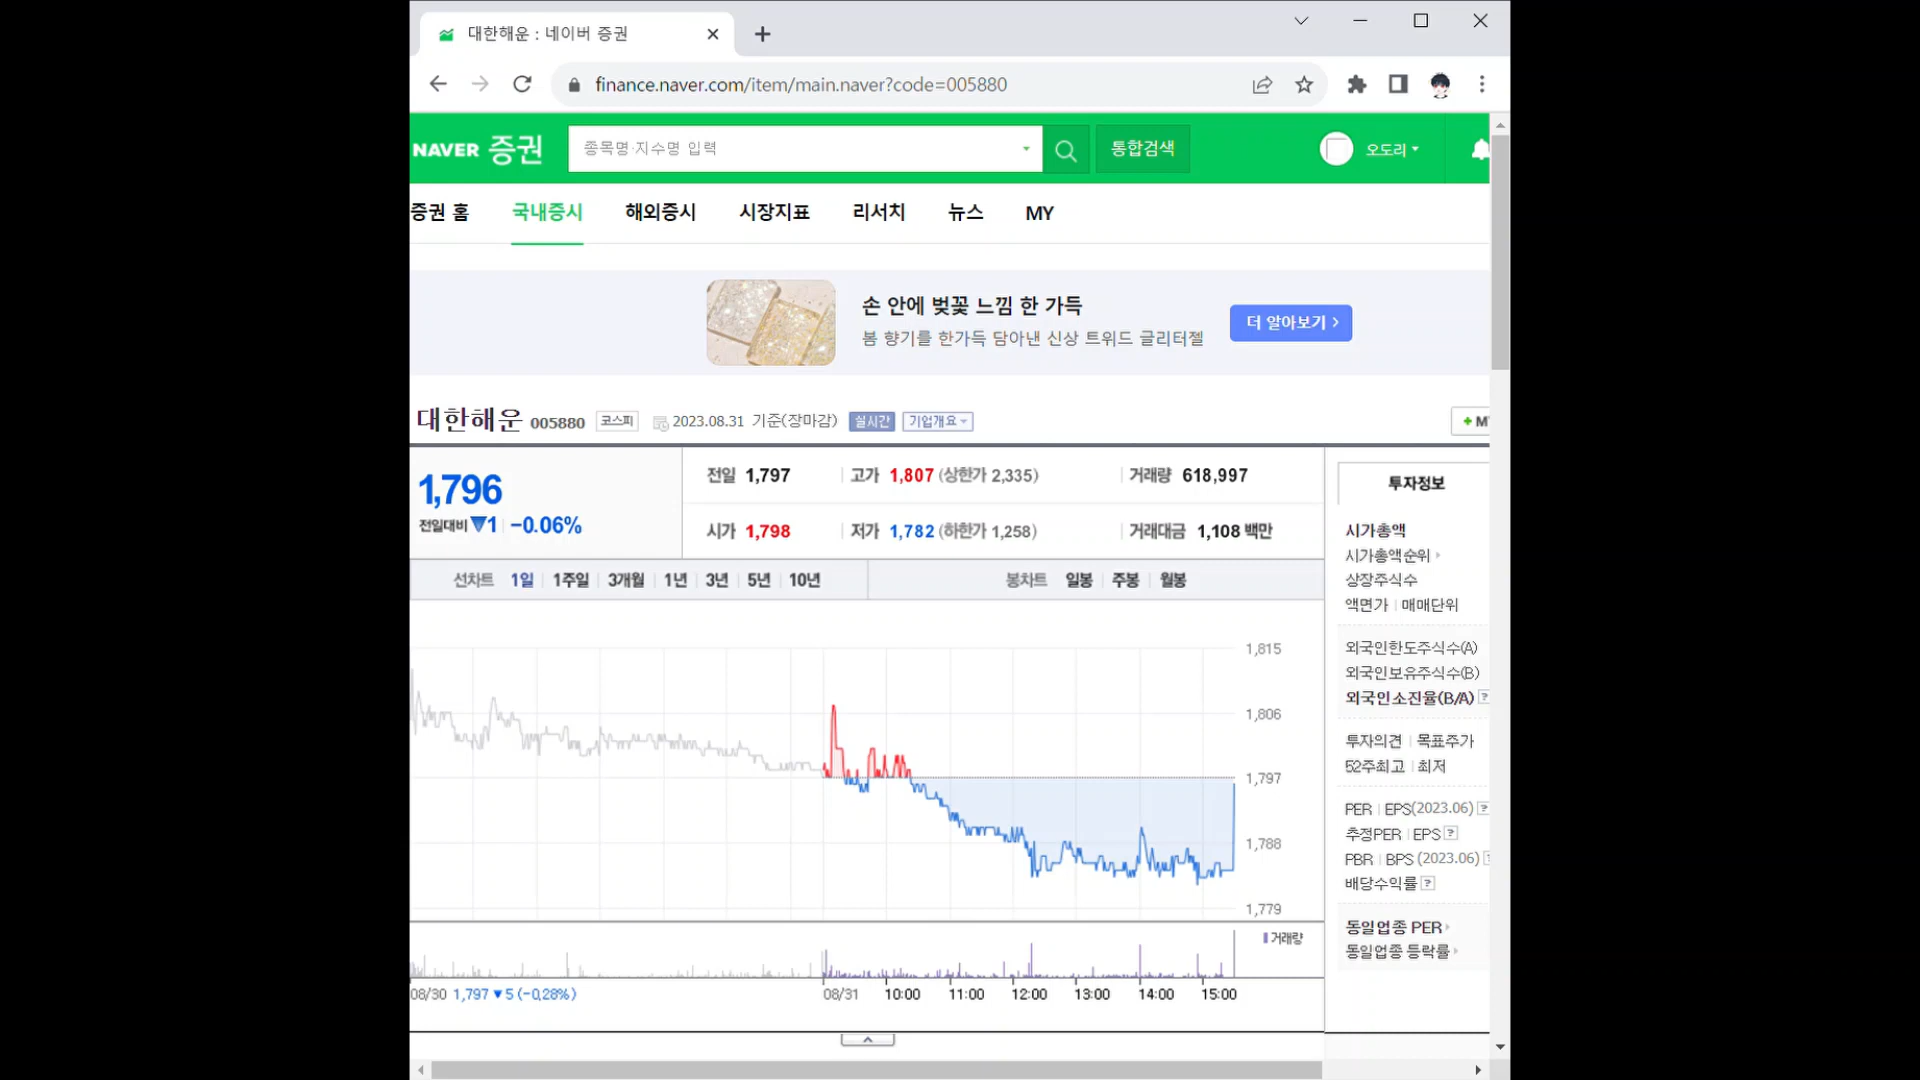 대한해운 : 네이버 증권
finance.naver.com/item/main.naver?code=005880
NAVER 증권
종목명·지수명 입력
통합검색
오도리
증권 홈 국내증시 해외증시 시장지표 리서치 뉴스 MY
손 안에 벚꽃 느낌 한 가득
봄 향기를 한가득 담아낸 신상 트위드 글리터젤
더 알아보기
대한해운 005880 코스피 2023.08.31 기준(장마감) 실시간 기업개요
1,796
전일대비 ▼1 -0.06%
전일 1,797 고가 1,807 (상한가 2,335) 거래량 618,997
시가 1,798 저가 1,782 (하한가 1,258) 거래대금 1,108 백만
선차트 1일 1주일 3개월 1년 3년 5년 10년 봉차트 일봉 주봉 월봉
1,815
1,806
1,797
1,788
1,779
거래량
08/30 1,797 ▼5 (-0.28%)
08/31 10:00 11:00 12:00 13:00 14:00 15:00
투자정보
시가총액
시가총액순위
상장주식수
액면가 | 매매단위
외국인한도주식수(A)
외국인보유주식수(B)
외국인소진율(B/A) ?
투자의견 | 목표주가
52주최고 | 최저
PER | EPS(2023.06) ?
추정PER | EPS ?
PBR | BPS (2023.06) ?
배당수익률 ?
동일업종 PER
동일업종 등락률